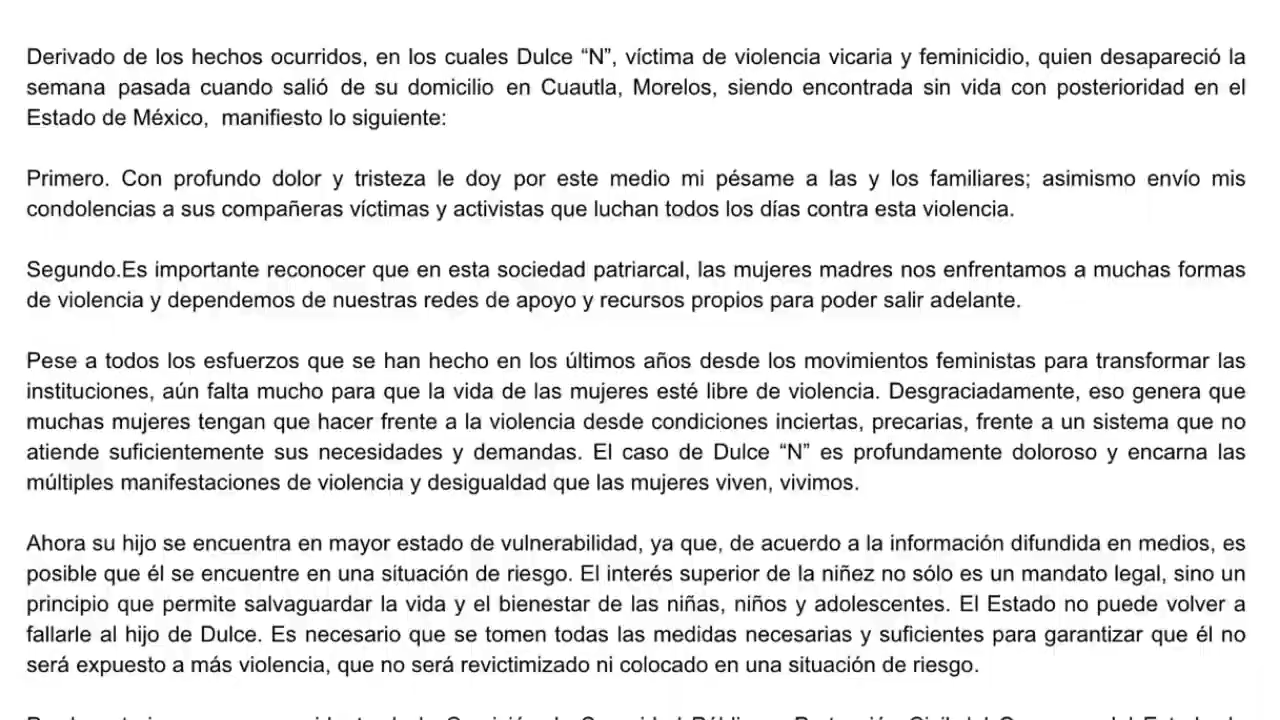 Derivado de los hechos ocurridos, en los cuales Dulce “N”, víctima de violencia vicaria y feminicidio, quien desapareció la
semana pasada cuando salió de su domicilio en Cuautla, Morelos, siendo encontrada sin vida con posterioridad en el
Estado de México, manifiesto lo siguiente:
Primero. Con profundo dolor y tristeza le doy por este medio mi pésame a las y los familiares; asimismo envío mis
condolencias a sus compañeras víctimas y activistas que luchan todos los días contra esta violencia.
Segundo.Es importante reconocer que en esta sociedad patriarcal, las mujeres madres nos enfrentamos a muchas formas
de violencia y dependemos de nuestras redes de apoyo y recursos propios para poder salir adelante.
Pese a todos los esfuerzos que se han hecho en los últimos años desde los movimientos feministas para transformar las
instituciones, aún falta mucho para que la vida de las mujeres esté libre de violencia. Desgraciadamente, eso genera que
muchas mujeres tengan que hacer frente a la violencia desde condiciones inciertas, precarias, frente a un sistema que no
atiende suficientemente sus necesidades y demandas. El caso de Dulce “N” es profundamente doloroso y encarna las
múltiples manifestaciones de violencia y desigualdad que las mujeres viven, vivimos.
Ahora su hijo se encuentra en mayor estado de vulnerabilidad, ya que, de acuerdo a la información difundida en medios, es
posible que él se encuentre en una situación de riesgo. El interés superior de la niñez no sólo es un mandato legal, sino un
principio que permite salvaguardar la vida y el bienestar de las niñas, niños y adolescentes. El Estado no puede volver a
fallarle al hijo de Dulce. Es necesario que se tomen todas las medidas necesarias y suficientes para garantizar que él no
será expuesto a más violencia, que no será revictimizado ni colocado en una situación de riesgo.